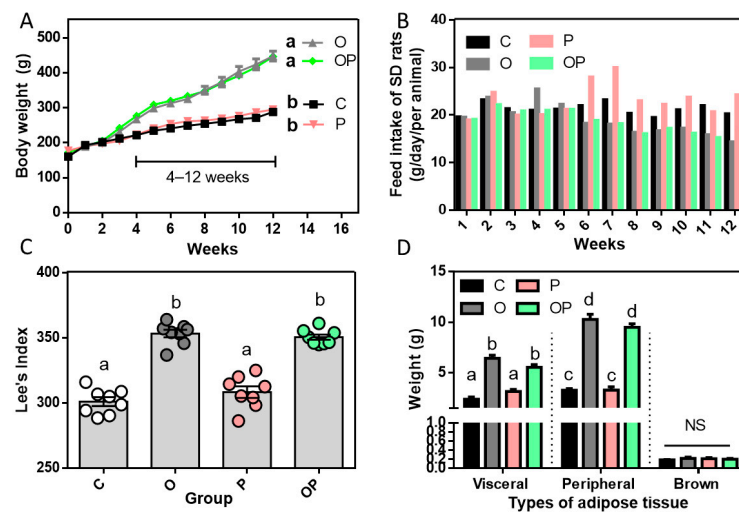 A
Body weight (g)
500
400
300
200
100
0
a O
a OP
b C
b P
4–12 weeks
0 2 4 6 8 10 12 14 16
Weeks
B
Feed intake of SD rats
(g/day/per animal)
40
30
20
10
0
C P
O OP
1 2 3 4 5 6 7 8 9 10 11 12
Weeks
C
Lee's Index
400
350
300
250
a b a b
C O P OP
Group
D
Weight (g)
15
10
5
1.0
0.8
0.6
0.4
0.2
0.0
C P
O OP
a b a b
c d c d
NS
Visceral Peripheral Brown
Types of adipose tissue